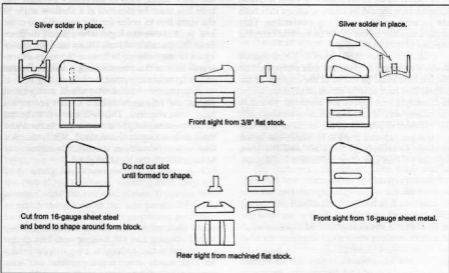 Silver solder in place.
Silver solder in place.
Front sight from 3/8" flat stock.
Do not cut slot
until formed to shape.
Cut from 16-gauge sheet steel
and bend to shape around form block.
Front sight from 16-gauge sheet metal.
Rear sight from machined flat stock.